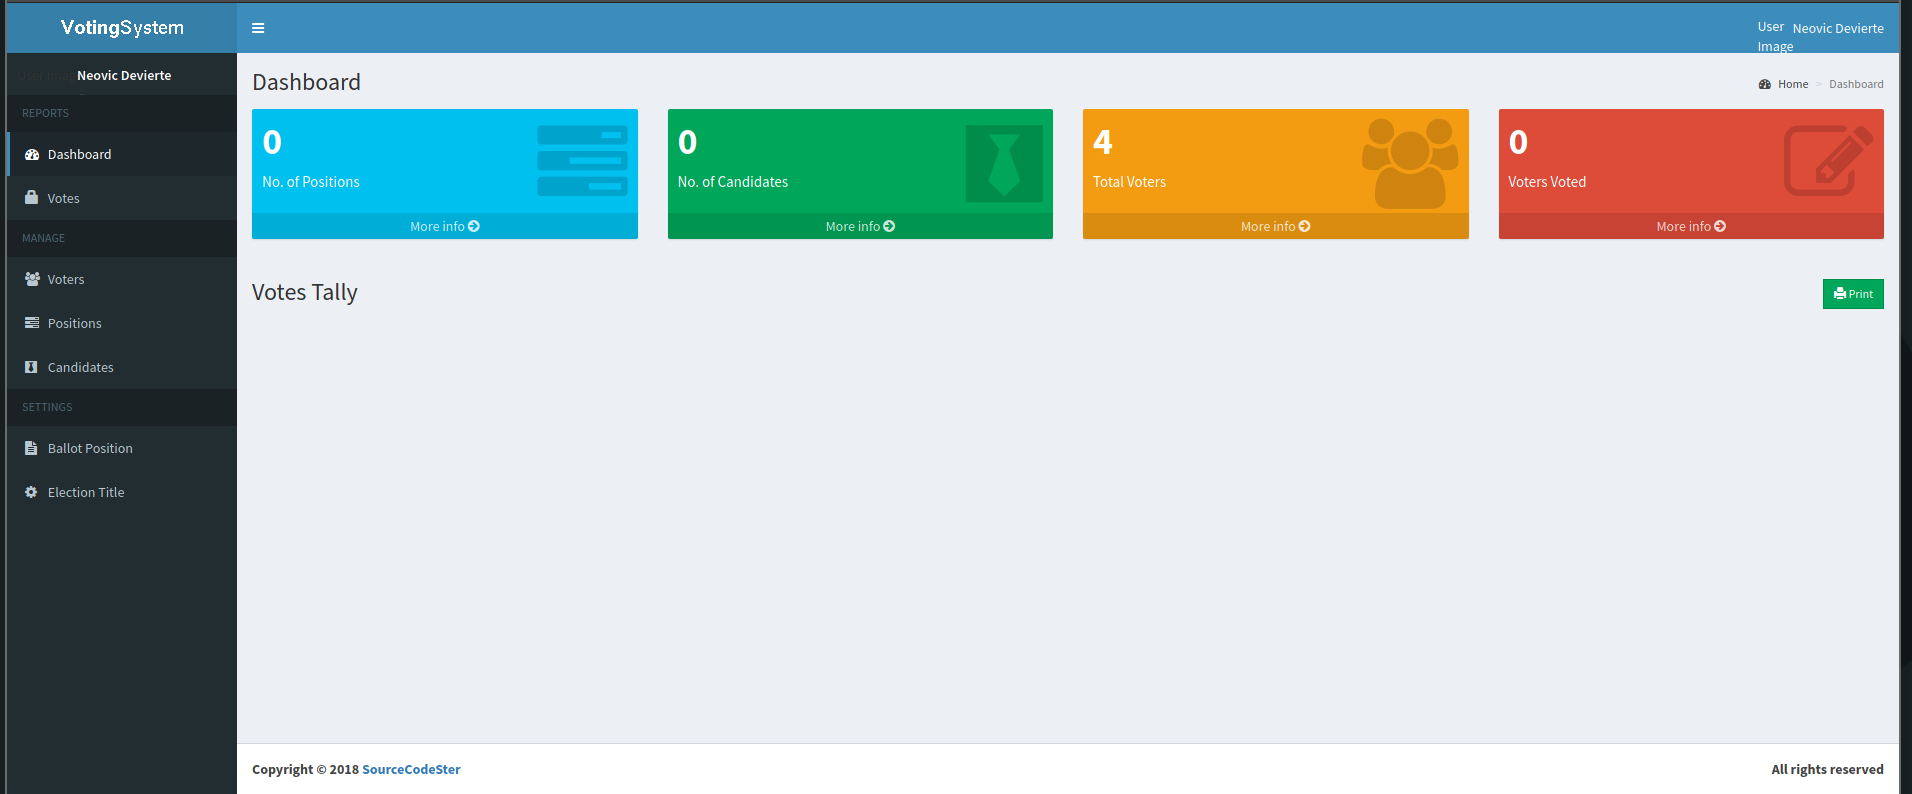 VotingSystem
User Image
Neovic Devierte
Neovic Devierte
REPORTS
Dashboard
Votes
MANAGE
Voters
Positions
Candidates
SETTINGS
Ballot Position
Election Title
Dashboard
Home > Dashboard
0
No. of Positions
More info
0
No. of Candidates
More info
4
Total Voters
More info
0
Voters Voted
More info
Votes Tally
Print
Copyright © 2018 SourceCodeSter
All rights reserved